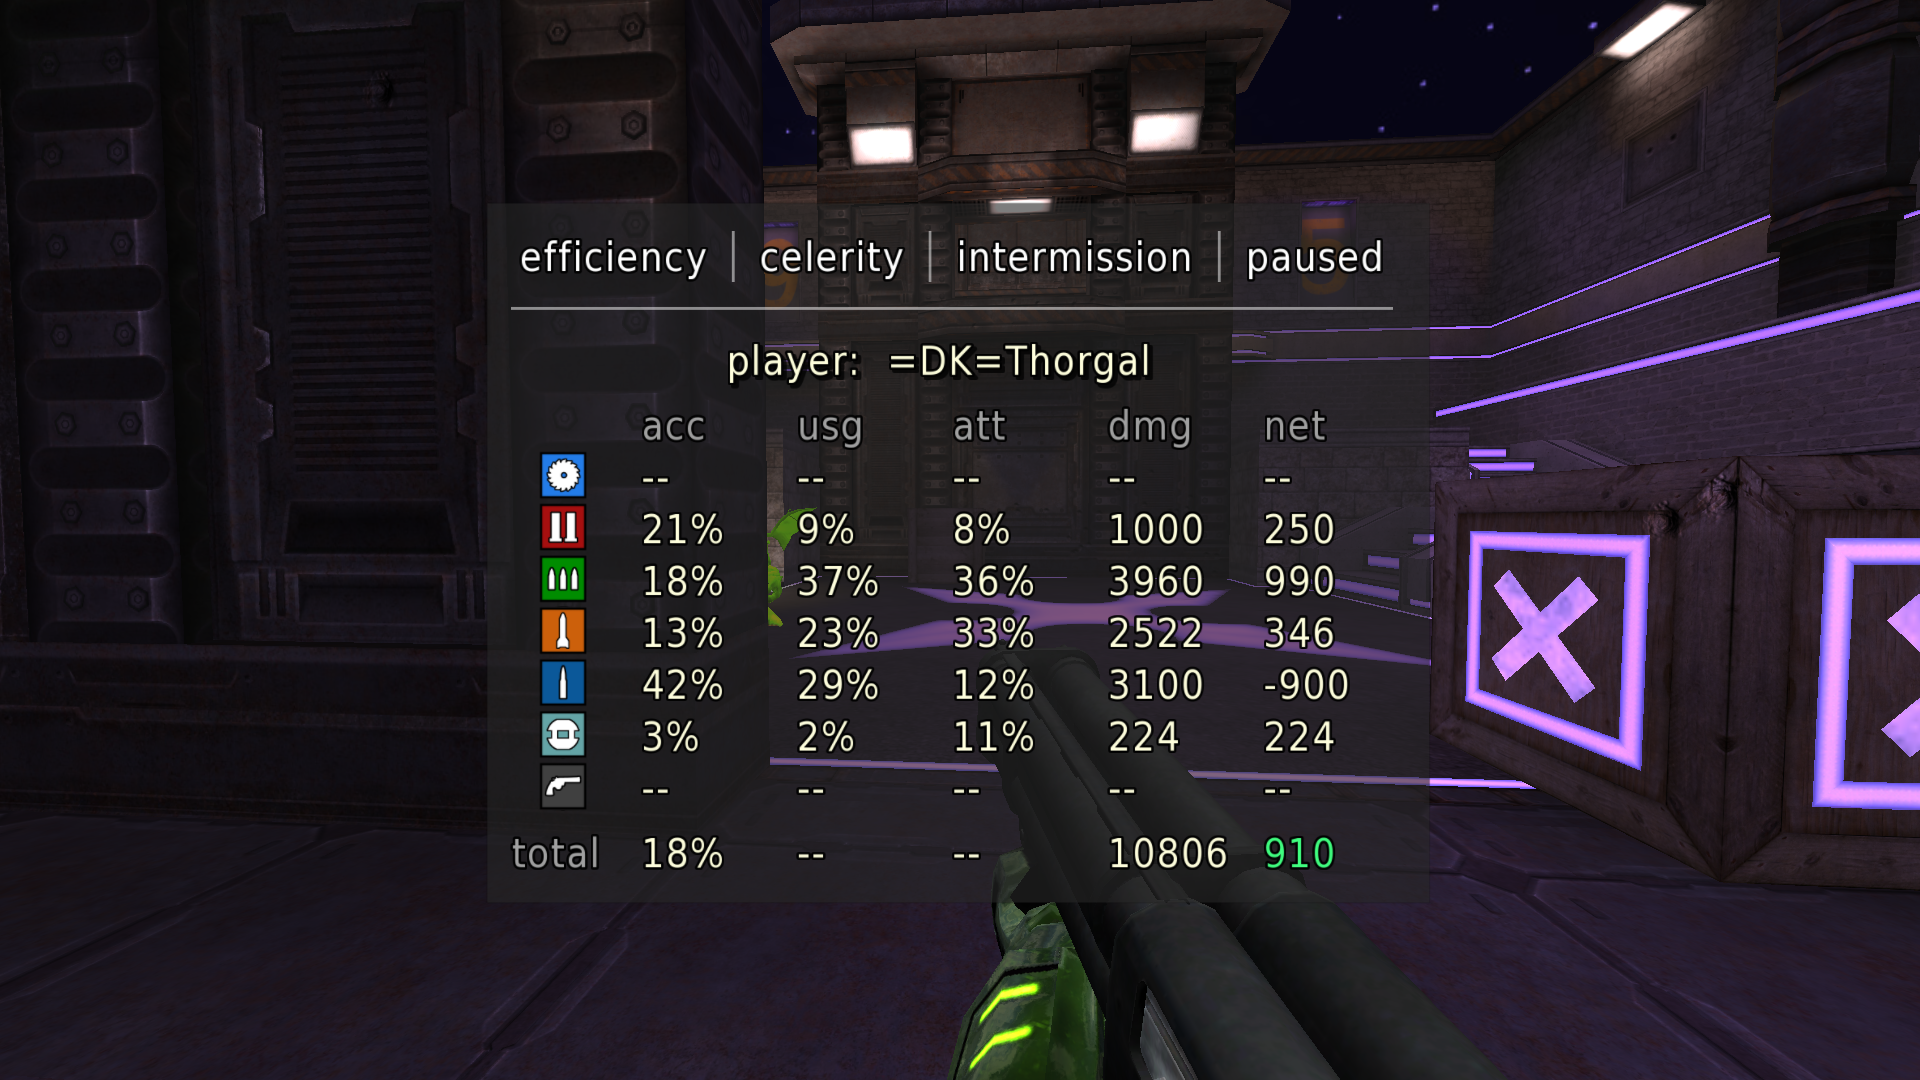 efficiency | celerity | intermission | paused
player: =DK=Thorgal
acc usg att dmg net
-- -- -- -- --
21% 9% 8% 1000 250
18% 37% 36% 3960 990
13% 23% 33% 2522 346
42% 29% 12% 3100 -900
3% 2% 11% 224 224
-- -- -- -- --
total 18% -- -- 10806 910
9
5